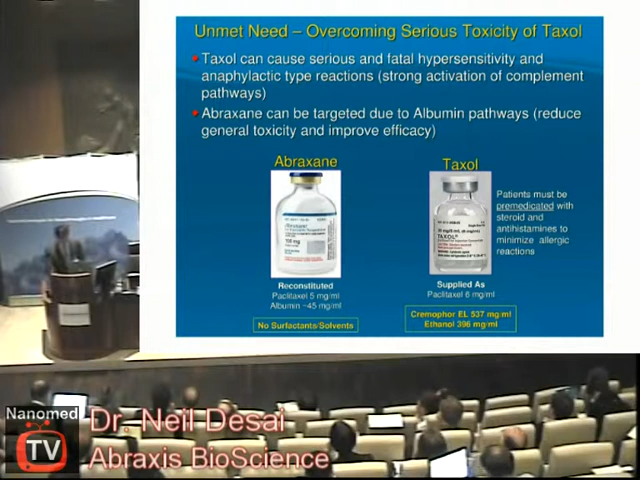 Unmet Need – Overcoming Serious Toxicity of Taxol
Taxol can cause serious and fatal hypersensitivity and
anaphylactic type reactions (strong activation of complement
pathways)
Abraxane can be targeted due to Albumin pathways (reduce
general toxicity and improve efficacy)
Abraxane
Taxol
100 mg
TAXOL
Patients must be
premedicated with
steroid and
antihistamines to
minimize allergic
reactions
Reconstituted
Paclitaxel 5 mg/ml
Albumin ~45 mg/ml
No Surfactants/Solvents
Supplied As
Paclitaxel 6 mg/ml
Cremophor EL 537 mg/ml
Ethanol 396 mg/ml
Nanomed
TV
Dr. Neil Desai
Abraxis BioScience